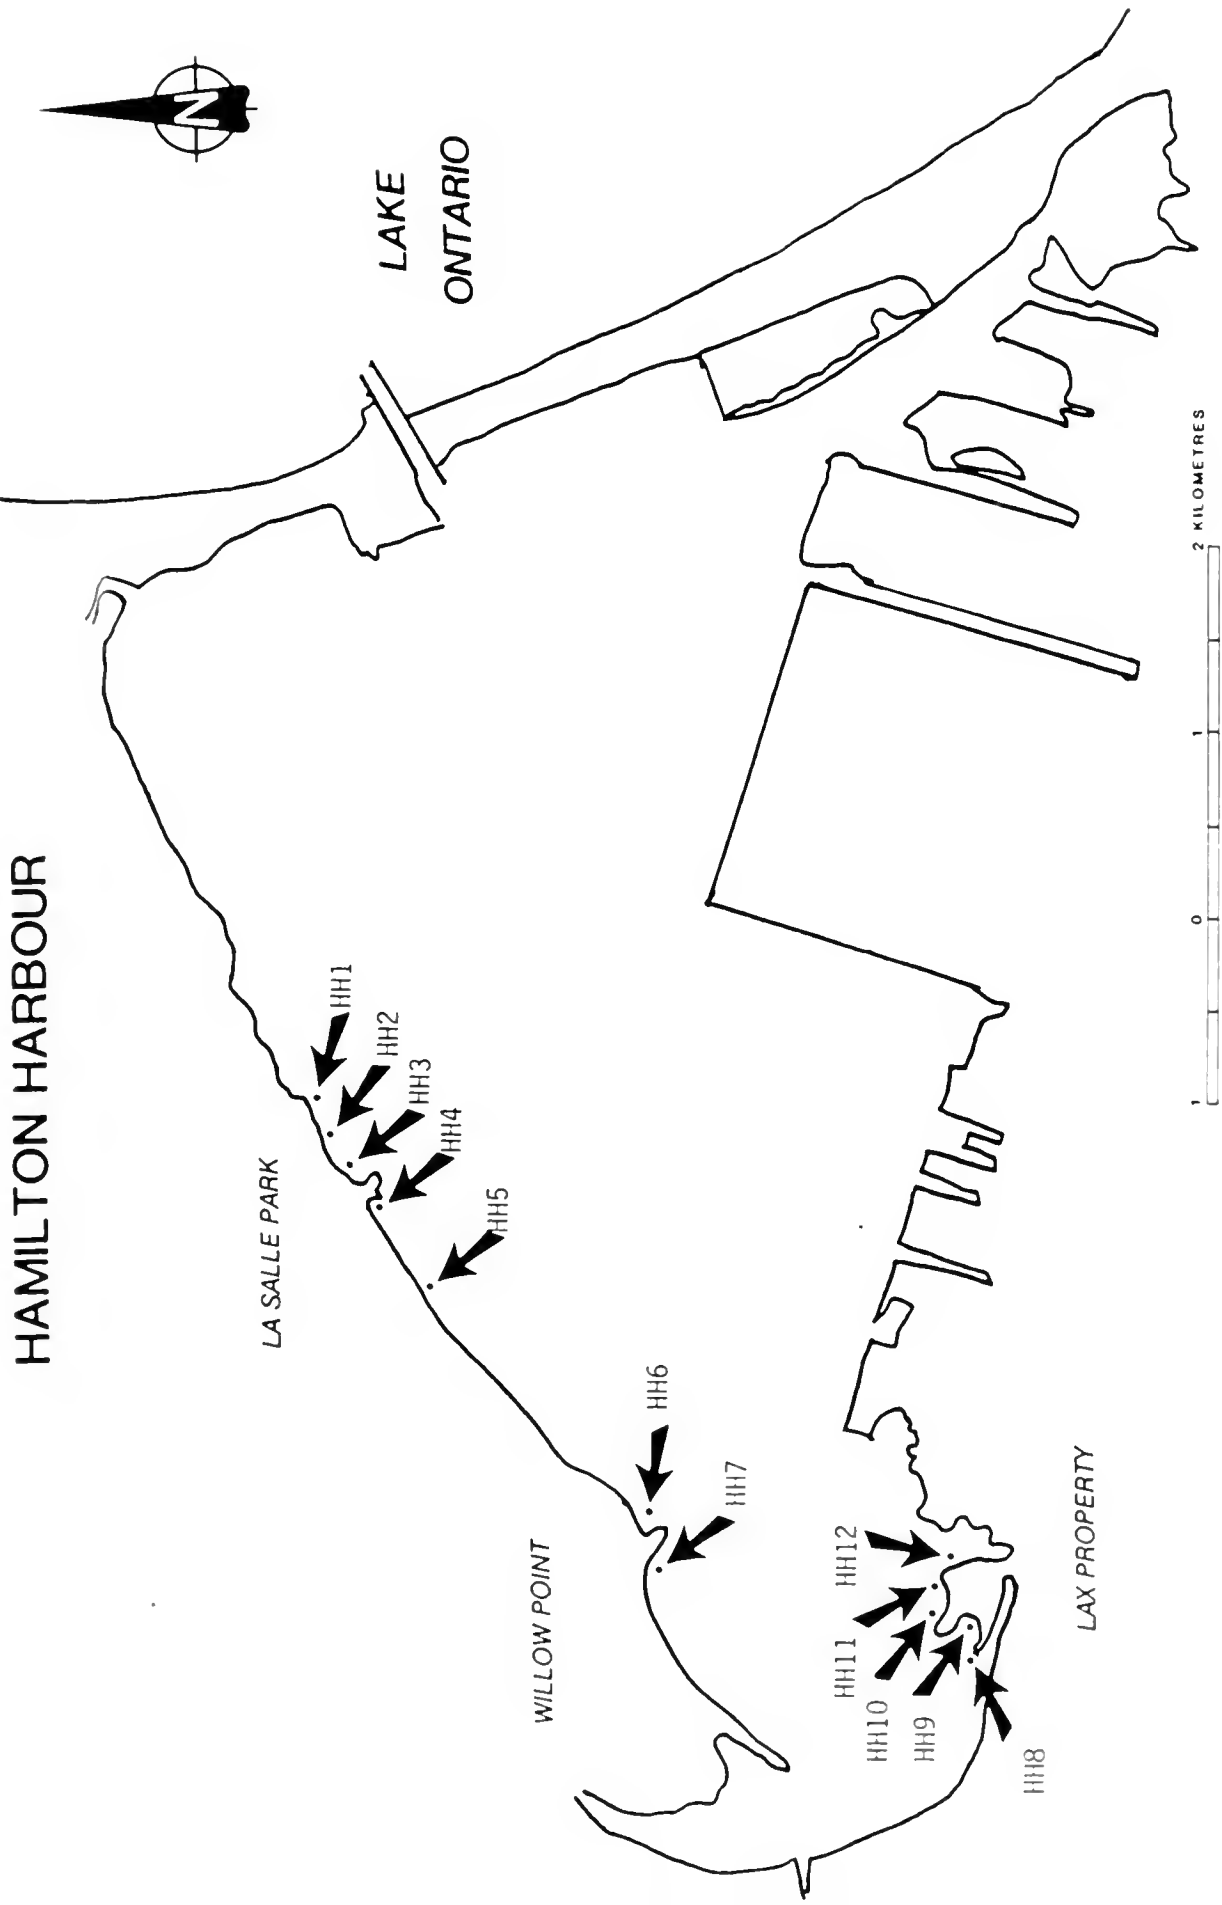 HAMILTON HARBOUR
N
LAKE
ONTARIO
LA SALLE PARK
HH1
HH2
HH3
HH4
HH5
WILLOW POINT
HH6
HH7
HH12
HH11
HH10
HH9
HH8
LAX PROPERTY
1 0 1 2 KILOMETRES